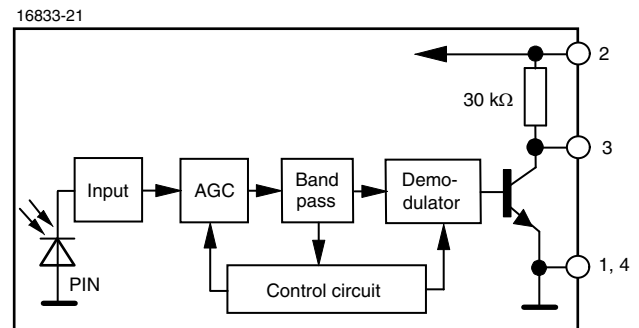 16833-21
2
30 kΩ
3
Input
AGC
Band
pass
Demo-
dulator
1, 4
PIN
Control circuit